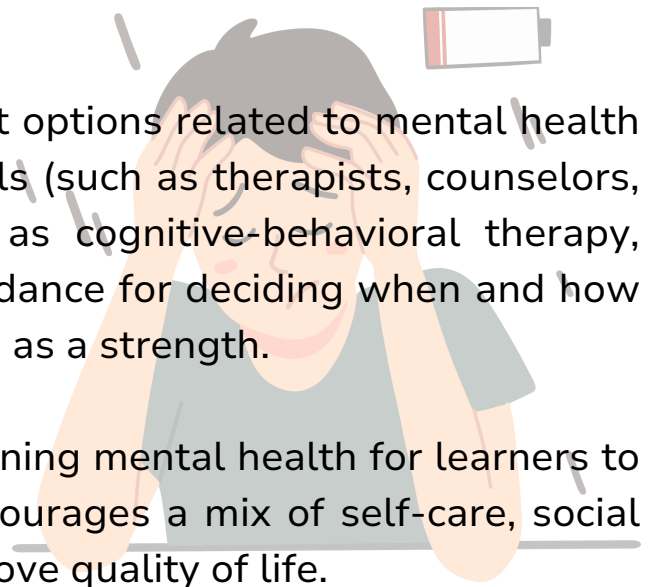 t options related to mental health
ls (such as therapists, counselors,
as cognitive-behavioral therapy,
dance for deciding when and how
as a strength.
ning mental health for learners to
ourages a mix of self-care, social
ove quality of life.